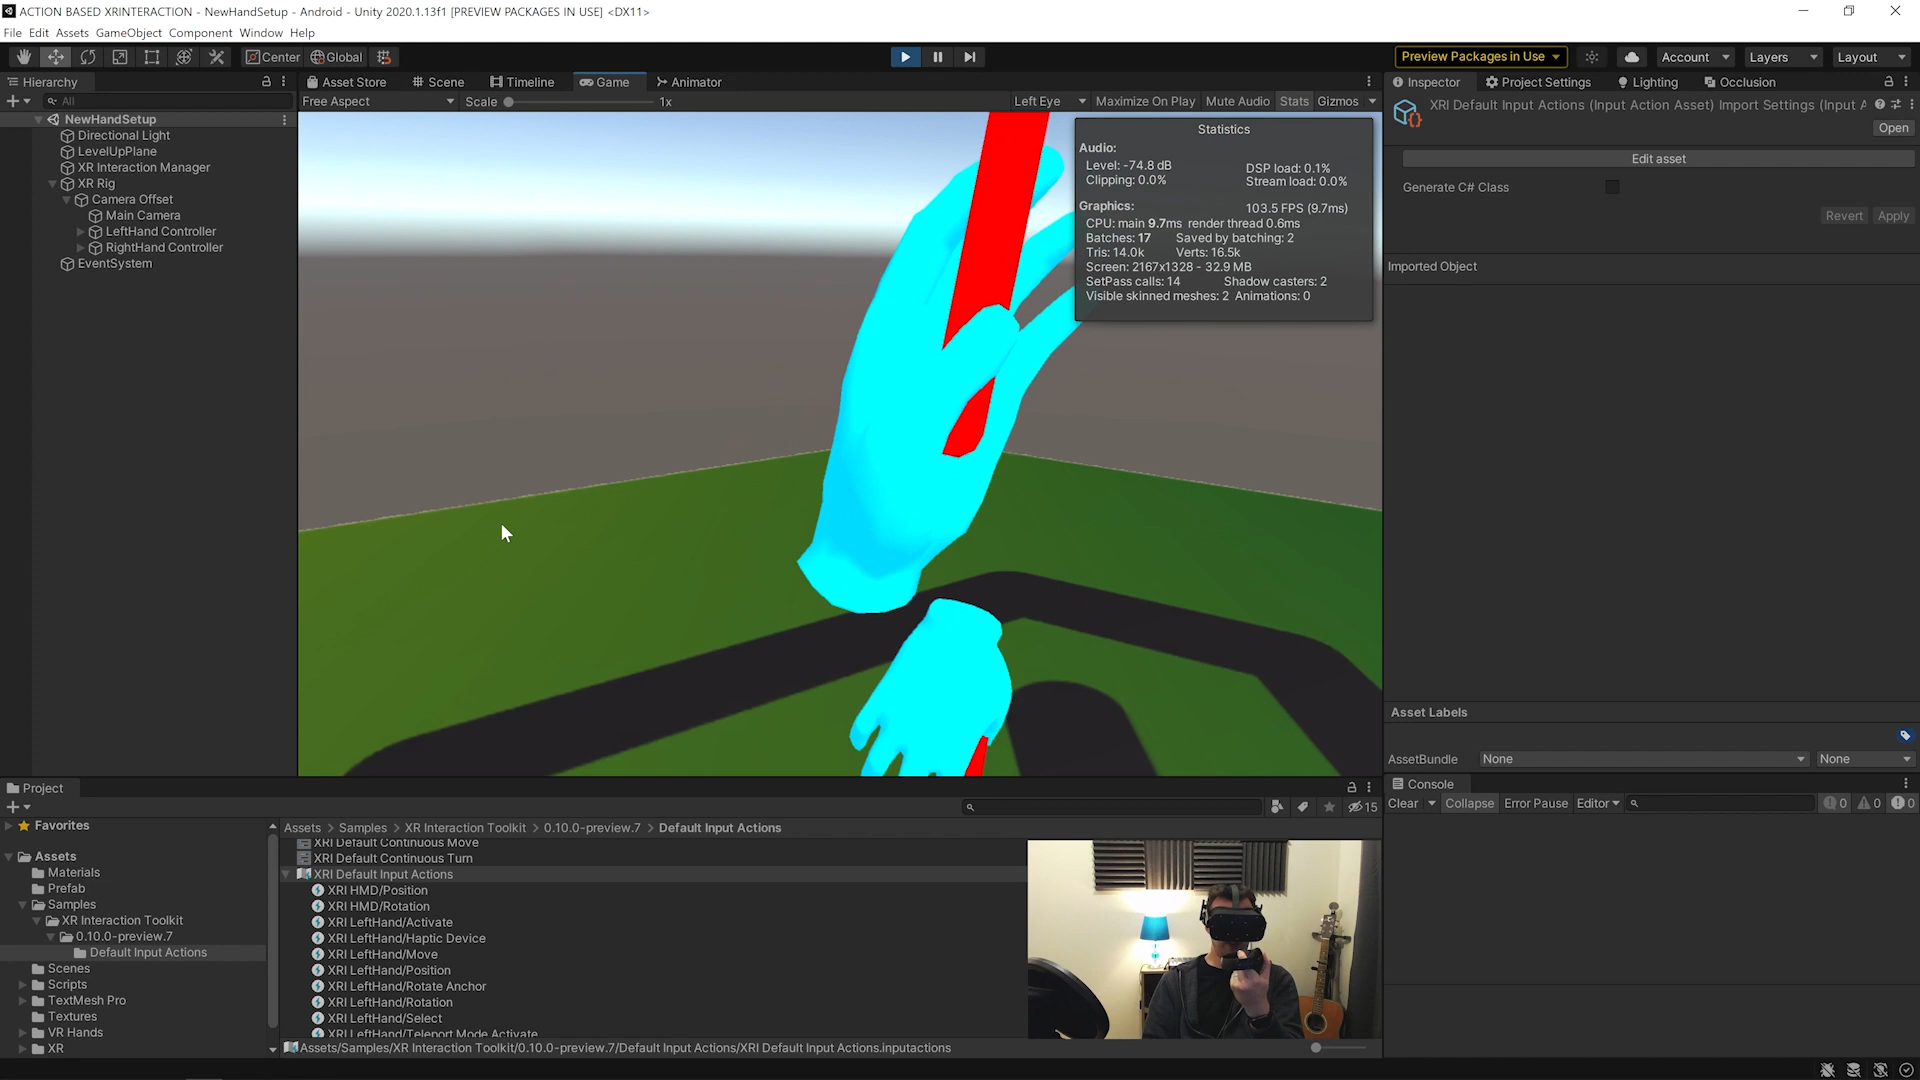 ACTION BASED XRINTERACTION - NewHandSetup - Android - Unity 2020.1.13f1 [PREVIEW PACKAGES IN USE] <DX11>
File Edit Assets GameObject Component Window Help
Center Global Preview Packages in Use Account Layers Layout
Hierarchy
All
NewHandSetup
Directional Light
LevelUpPlane
XR Interaction Manager
XR Rig
Camera Offset
Main Camera
LeftHand Controller
RightHand Controller
EventSystem
Asset Store Scene Timeline Game Animator
Free Aspect Scale 1x Left Eye Maximize On Play Mute Audio Stats Gizmos
Statistics
Audio:
Level: -74.8 dB DSP load: 0.1%
Clipping: 0.0% Stream load: 0.0%
Graphics: 103.5 FPS (9.7ms)
CPU: main 9.7ms render thread 0.6ms
Batches: 17 Saved by batching: 2
Tris: 14.0k Verts: 16.5k
Screen: 2167x1328 - 32.9 MB
SetPass calls: 14 Shadow casters: 2
Visible skinned meshes: 2 Animations: 0
Inspector Project Settings Lighting Occlusion
XRI Default Input Actions (Input Action Asset) Import Settings (Input A
Open
Edit asset
Generate C# Class
Revert Apply
Imported Object
Asset Labels
AssetBundle None None
Project
15
Favorites
Assets
Materials
Prefab
Samples
XR Interaction Toolkit
0.10.0-preview.7
Default Input Actions
Scenes
Scripts
TextMesh Pro
Textures
VR Hands
XR
Assets > Samples > XR Interaction Toolkit > 0.10.0-preview.7 > Default Input Actions
XRI Default Continuous Move
XRI Default Continuous Turn
XRI Default Input Actions
XRI HMD/Position
XRI HMD/Rotation
XRI LeftHand/Activate
XRI LeftHand/Haptic Device
XRI LeftHand/Move
XRI LeftHand/Position
XRI LeftHand/Rotate Anchor
XRI LeftHand/Rotation
XRI LeftHand/Select
XRI LeftHand/Teleport Mode Activate
Assets/Samples/XR Interaction Toolkit/0.10.0-preview.7/Default Input Actions/XRI Default Input Actions.inputactions
Console
Clear Collapse Error Pause Editor 0 0 0